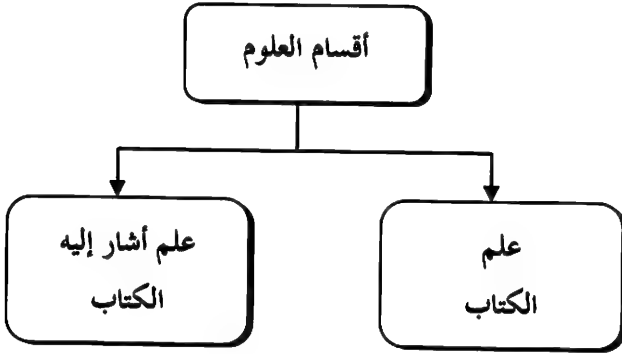 أقسام العلوم
علم
الكتاب
علم أشار إليه
الكتاب